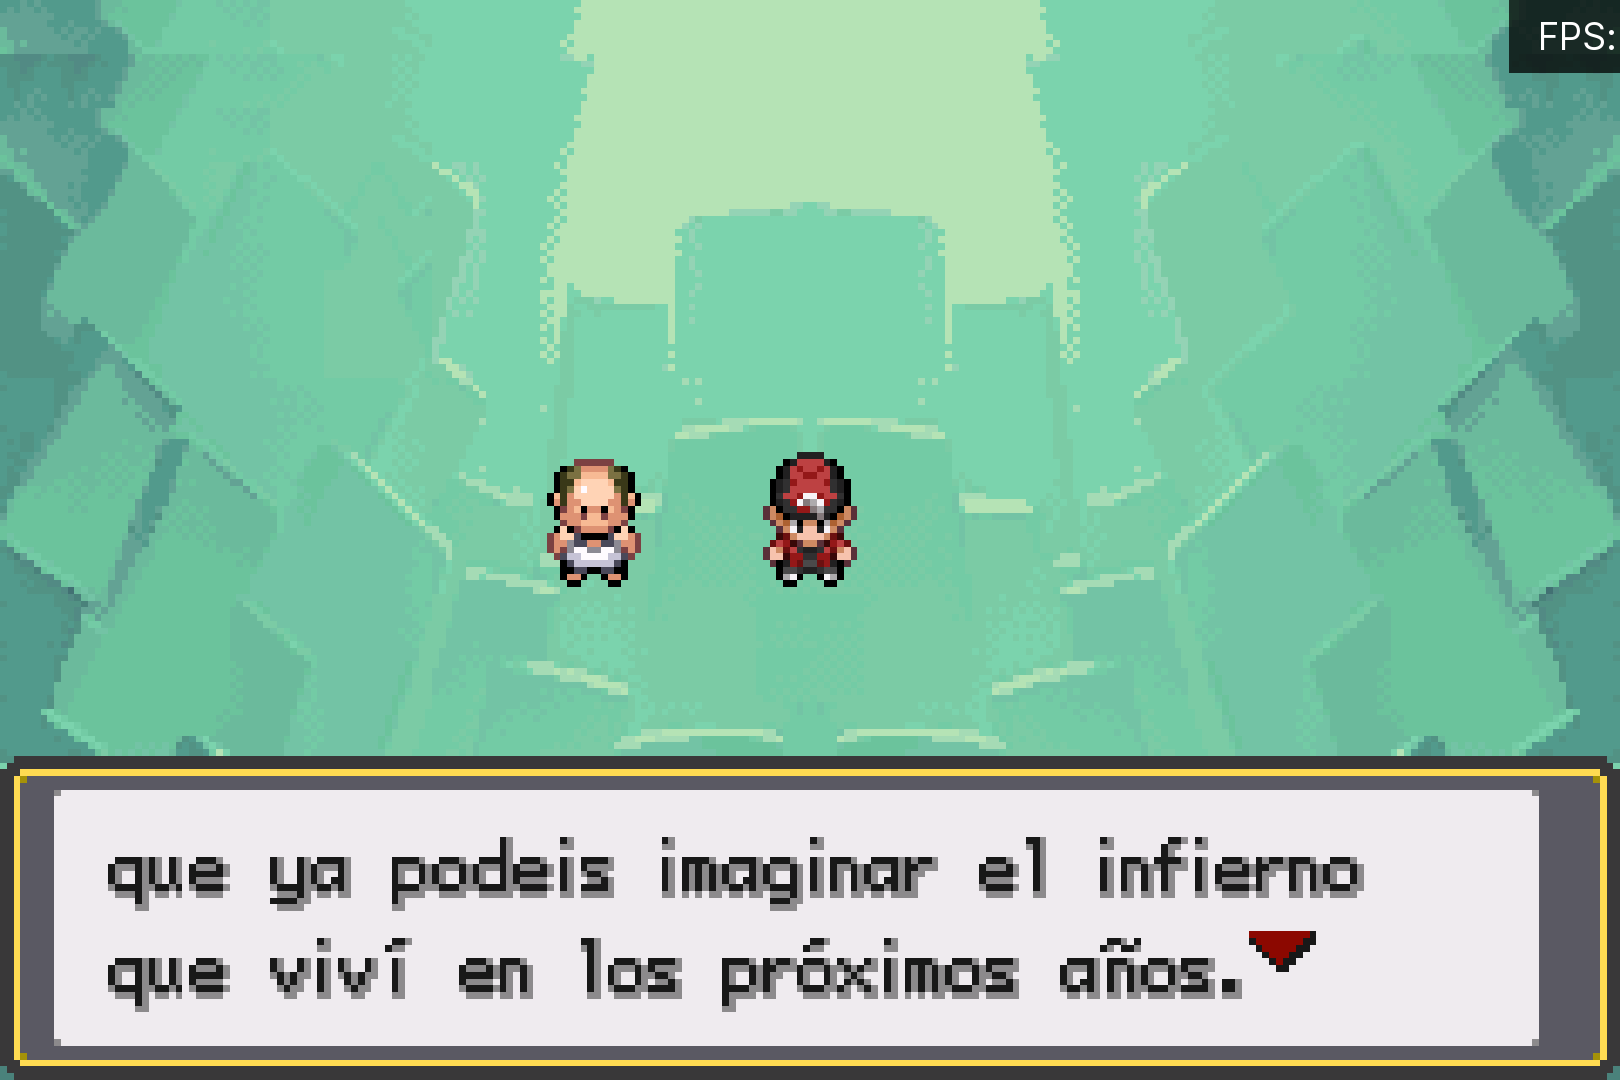 FPS:
que ya podeis imaginar el infierno
que viví en los próximos años.